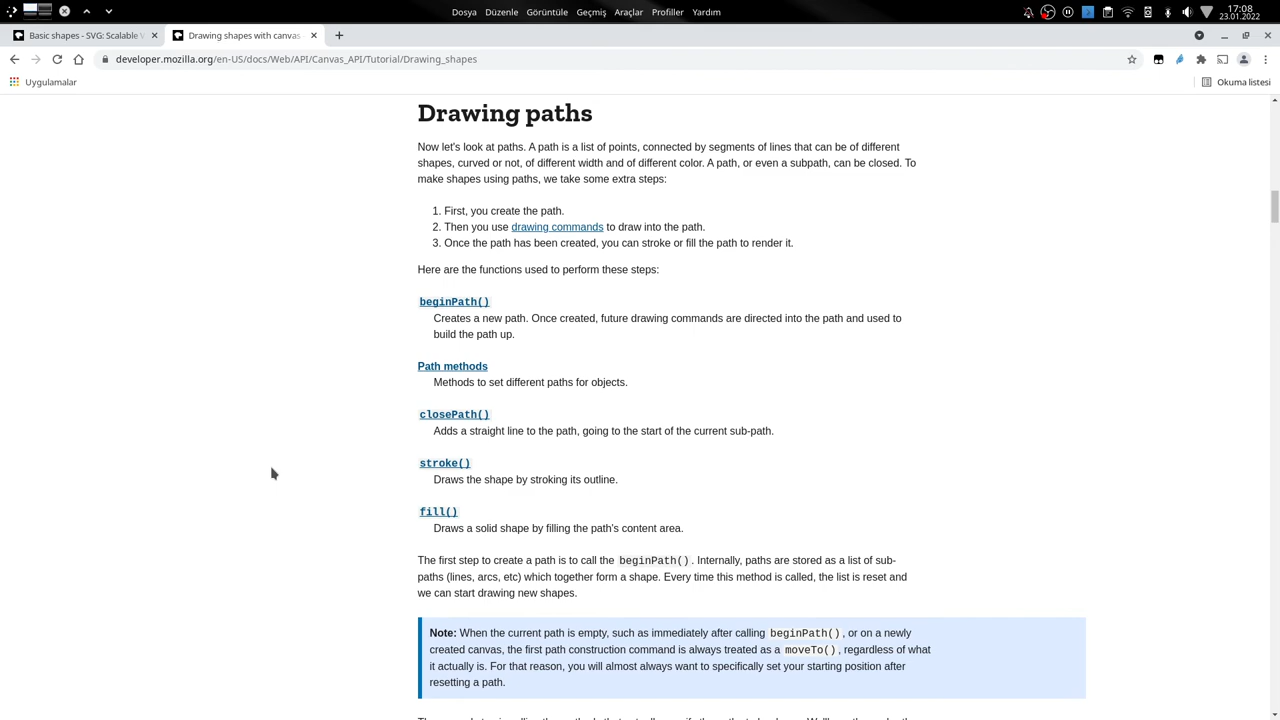 Dosya Düzenle Görüntüle Geçmiş Araçlar Profiller Yardım
17:08
23.01.2022
Basic shapes - SVG: Scalable V
Drawing shapes with canvas -
developer.mozilla.org/en-US/docs/Web/API/Canvas_API/Tutorial/Drawing_shapes
Uygulamalar
Okuma listesi
Drawing paths
Now let's look at paths. A path is a list of points, connected by segments of lines that can be of different
shapes, curved or not, of different width and of different color. A path, or even a subpath, can be closed. To
make shapes using paths, we take some extra steps:
1. First, you create the path.
2. Then you use drawing commands to draw into the path.
3. Once the path has been created, you can stroke or fill the path to render it.
Here are the functions used to perform these steps:
beginPath()
Creates a new path. Once created, future drawing commands are directed into the path and used to
build the path up.
Path methods
Methods to set different paths for objects.
closePath()
Adds a straight line to the path, going to the start of the current sub-path.
stroke()
Draws the shape by stroking its outline.
fill()
Draws a solid shape by filling the path's content area.
The first step to create a path is to call the beginPath(). Internally, paths are stored as a list of sub-
paths (lines, arcs, etc) which together form a shape. Every time this method is called, the list is reset and
we can start drawing new shapes.
Note: When the current path is empty, such as immediately after calling beginPath(), or on a newly
created canvas, the first path construction command is always treated as a moveTo(), regardless of what
it actually is. For that reason, you will almost always want to specifically set your starting position after
resetting a path.